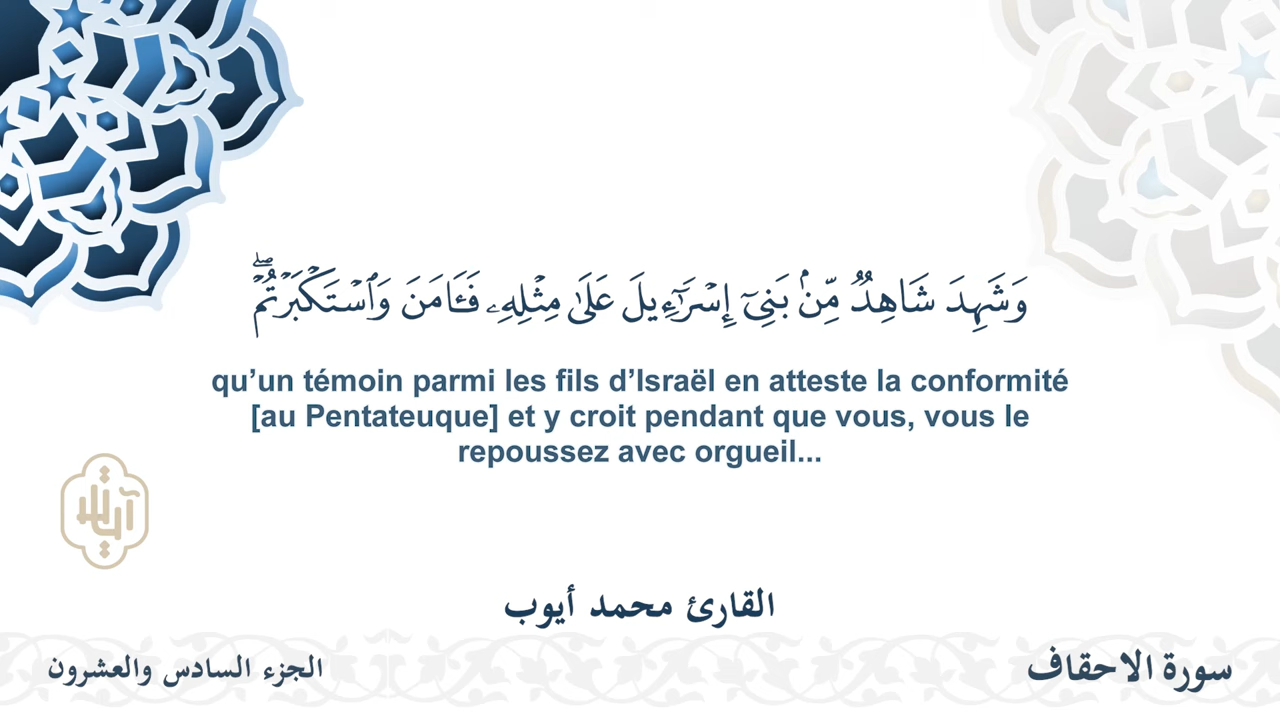 وَشَهِدَ شَاهِدٌ مِّنۢ بَنِىٓ إِسْرَٰٓءِيلَ عَلَىٰ مِثْلِهِۦ فَـَٔامَنَ وَٱسْتَكْبَرْتُمْ ۖ
qu’un témoin parmi les fils d’Israël en atteste la conformité
[au Pentateuque] et y croit pendant que vous, vous le
repoussez avec orgueil...
آيات
القارئ محمد أيوب
سورة الاحقاف
الجزء السادس والعشرون